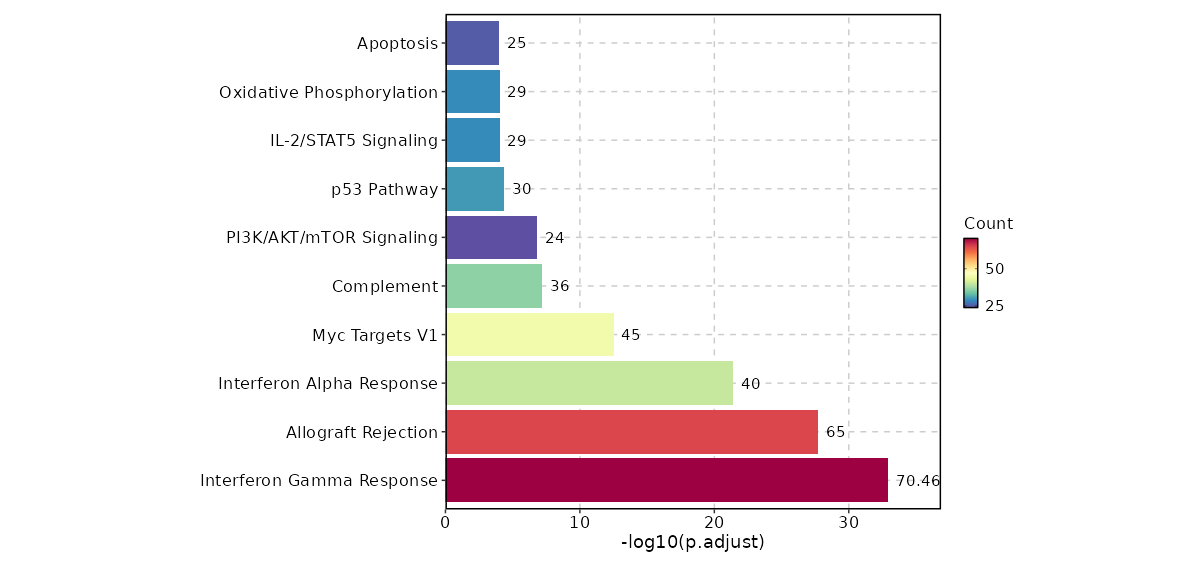 Apoptosis 25
Oxidative Phosphorylation 29
IL-2/STAT5 Signaling 29
p53 Pathway 30
PI3K/AKT/mTOR Signaling 24
Complement 36
Myc Targets V1 45
Interferon Alpha Response 40
Allograft Rejection 65
Interferon Gamma Response 70.46
0 10 20 30
-log10(p.adjust)
Count
50
25